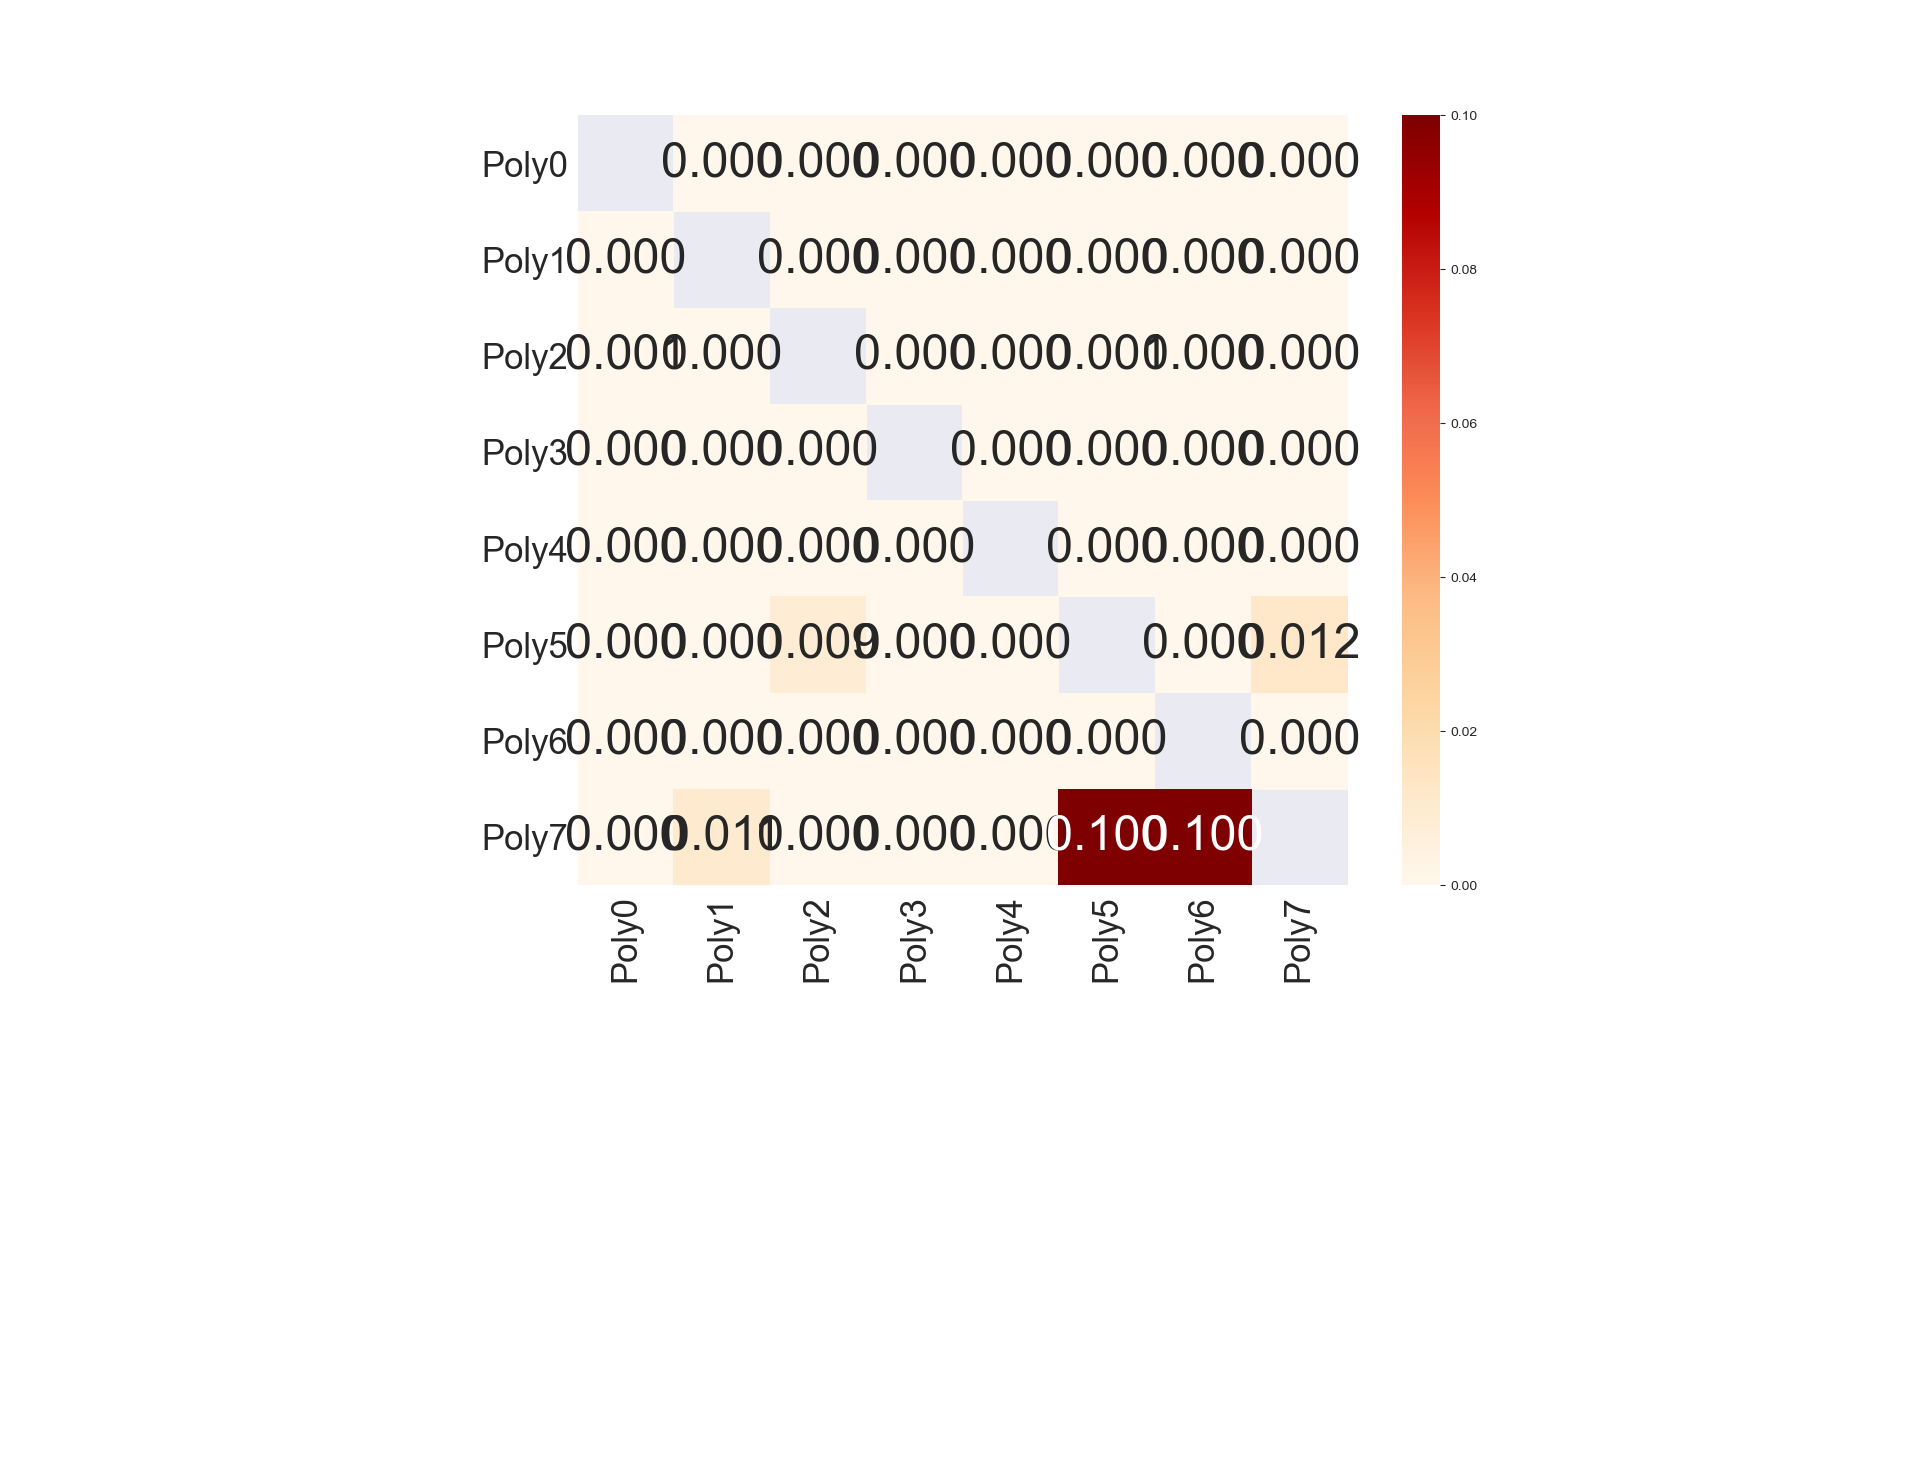 Poly0 0.000 0.000 0.000 0.000 0.000 0.000 0.000
Poly1 0.000 0.000 0.000 0.000 0.000 0.000 0.000
Poly2 0.001 0.000 0.000 0.000 0.001 0.000 0.000
Poly3 0.000 0.000 0.000 0.000 0.000 0.000 0.000
Poly4 0.000 0.000 0.000 0.000 0.000 0.000 0.000
Poly5 0.000 0.000 0.009 0.000 0.000 0.000 0.012
Poly6 0.000 0.000 0.000 0.000 0.000 0.000 0.000
Poly7 0.000 0.011 0.000 0.000 0.000 0.100 0.100
Poly0 Poly1 Poly2 Poly3 Poly4 Poly5 Poly6 Poly7
0.10
0.08
0.06
0.04
0.02
0.00